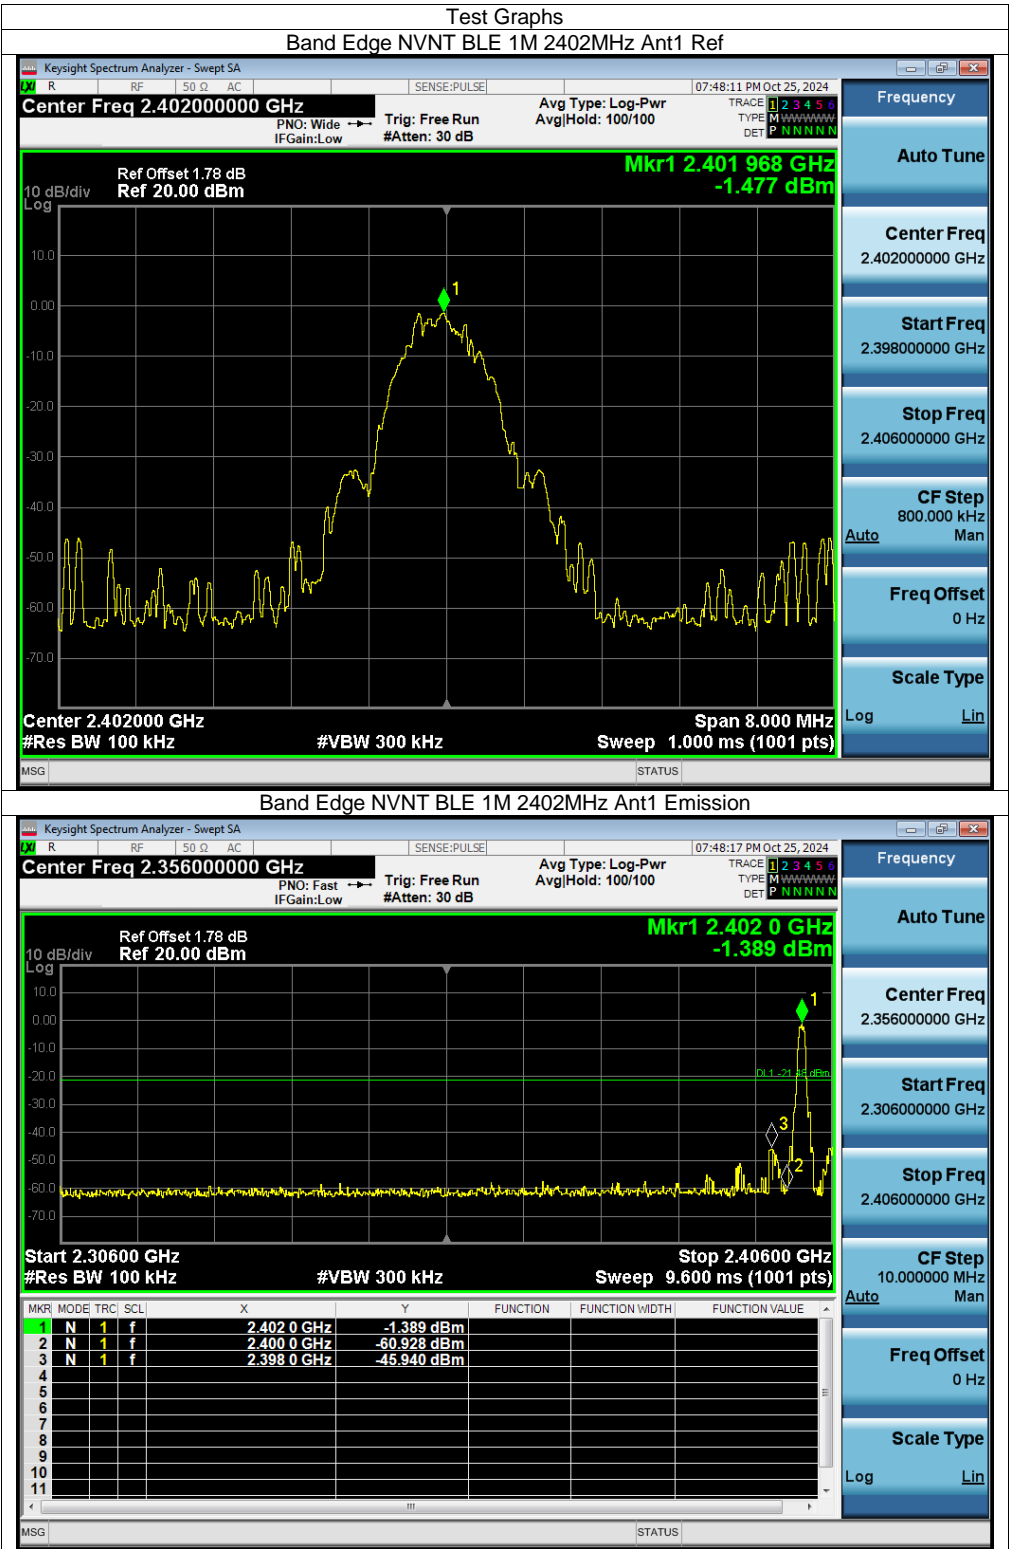 Test Graphs
Band Edge NVNT BLE 1M 2402MHz Ant1 Ref
Keysight Spectrum Analyzer - Swept SA
LXI R RF 50 Ω AC SENSE:PULSE 07:48:11 PM Oct 25, 2024
Center Freq 2.402000000 GHz
PNO: Wide
IFGain:Low
Trig: Free Run
#Atten: 30 dB
Avg Type: Log-Pwr
Avg|Hold: 100/100
TRACE 1 2 3 4 5 6
TYPE M WWWWW
DET P N N N N N
Mkr1 2.401 968 GHz
-1.477 dBm
Ref Offset 1.78 dB
Ref 20.00 dBm
10 dB/div
Log
10.0
0.00
-10.0
-20.0
-30.0
-40.0
-50.0
-60.0
-70.0
1
Center 2.402000 GHz
Span 8.000 MHz
#Res BW 100 kHz
#VBW 300 kHz
Sweep 1.000 ms (1001 pts)
MSG
STATUS
Frequency
Auto Tune
Center Freq
2.402000000 GHz
Start Freq
2.398000000 GHz
Stop Freq
2.406000000 GHz
CF Step
800.000 kHz
Auto Man
Freq Offset
0 Hz
Scale Type
Log Lin
Band Edge NVNT BLE 1M 2402MHz Ant1 Emission
Keysight Spectrum Analyzer - Swept SA
LXI R RF 50 Ω AC SENSE:PULSE 07:48:17 PM Oct 25, 2024
Center Freq 2.356000000 GHz
PNO: Fast
IFGain:Low
Trig: Free Run
#Atten: 30 dB
Avg Type: Log-Pwr
Avg|Hold: 100/100
TRACE 1 2 3 4 5 6
TYPE M WWWWW
DET P N N N N N
Mkr1 2.402 0 GHz
-1.389 dBm
Ref Offset 1.78 dB
Ref 20.00 dBm
10 dB/div
Log
10.0
0.00
-10.0
-20.0
-30.0
-40.0
-50.0
-60.0
-70.0
1
DL1 -21.48 dBm
3
2
Start 2.30600 GHz
Stop 2.40600 GHz
#Res BW 100 kHz
#VBW 300 kHz
Sweep 9.600 ms (1001 pts)
MKR MODE TRC SCL X Y FUNCTION FUNCTION WIDTH FUNCTION VALUE
1 N 1 f 2.402 0 GHz -1.389 dBm
2 N 1 f 2.400 0 GHz -60.928 dBm
3 N 1 f 2.398 0 GHz -45.940 dBm
4
5
6
7
8
9
10
11
MSG
STATUS
Frequency
Auto Tune
Center Freq
2.356000000 GHz
Start Freq
2.306000000 GHz
Stop Freq
2.406000000 GHz
CF Step
10.000000 MHz
Auto Man
Freq Offset
0 Hz
Scale Type
Log Lin